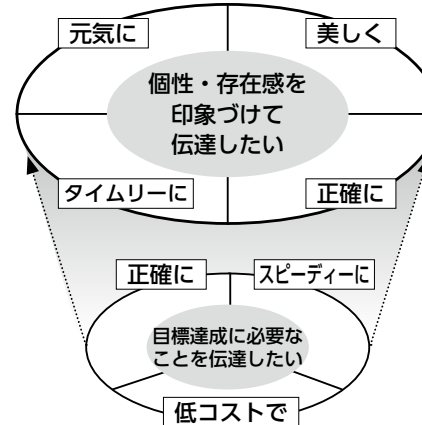 元気に
美しく
個性・存在感を
印象づけて
伝達したい
タイムリーに
正確に
正確に
スピーディーに
目標達成に必要な
ことを伝達したい
低コストで